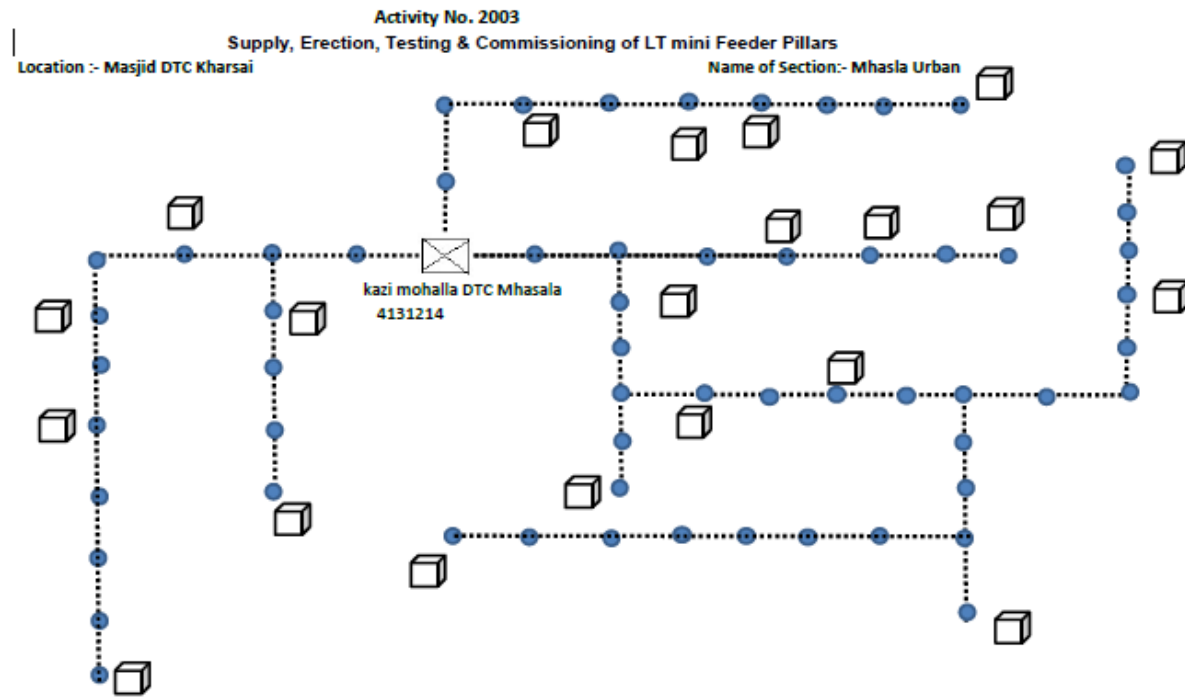 Activity No. 2003
Supply, Erection, Testing & Commissioning of LT mini Feeder Pillars
Location :- Masjid DTC Kharsai
Name of Section:- Mhasla Urban
kazi mohalla DTC Mhasala
4131214